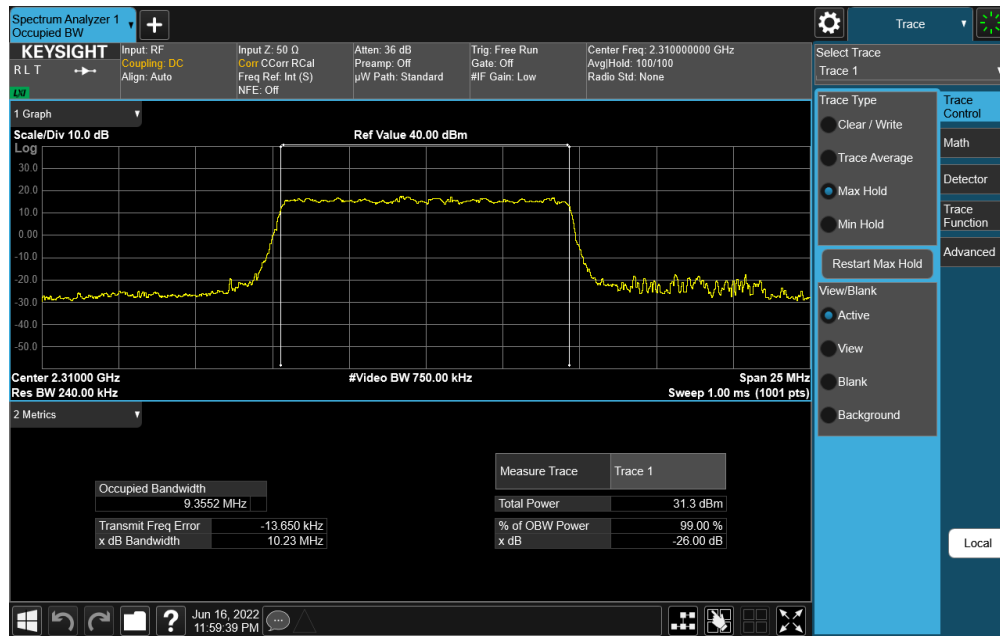 Spectrum Analyzer 1
Occupied BW
Trace
KEYSIGHT
R L T
LXI
Input: RF
Coupling: DC
Align: Auto
Input Z: 50 Ω
Corr CCorr RCal
Freq Ref: Int (S)
NFE: Off
Atten: 36 dB
Preamp: Off
µW Path: Standard
Trig: Free Run
Gate: Off
#IF Gain: Low
Center Freq: 2.310000000 GHz
Avg|Hold: 100/100
Radio Std: None
Select Trace
Trace 1
1 Graph
Scale/Div 10.0 dB
Ref Value 40.00 dBm
Log
30.0
20.0
10.0
0.00
-10.0
-20.0
-30.0
-40.0
-50.0
Center 2.31000 GHz
#Video BW 750.00 kHz
Span 25 MHz
Res BW 240.00 kHz
Sweep 1.00 ms (1001 pts)
Trace Type
Clear / Write
Trace Average
Max Hold
Min Hold
Restart Max Hold
View/Blank
Active
View
Blank
Background
Trace
Control
Math
Detector
Trace
Function
Advanced
Local
2 Metrics
Occupied Bandwidth
9.3552 MHz
Transmit Freq Error -13.650 kHz
x dB Bandwidth 10.23 MHz
Measure Trace Trace 1
Total Power 31.3 dBm
% of OBW Power 99.00 %
x dB -26.00 dB
?
Jun 16, 2022
11:59:39 PM